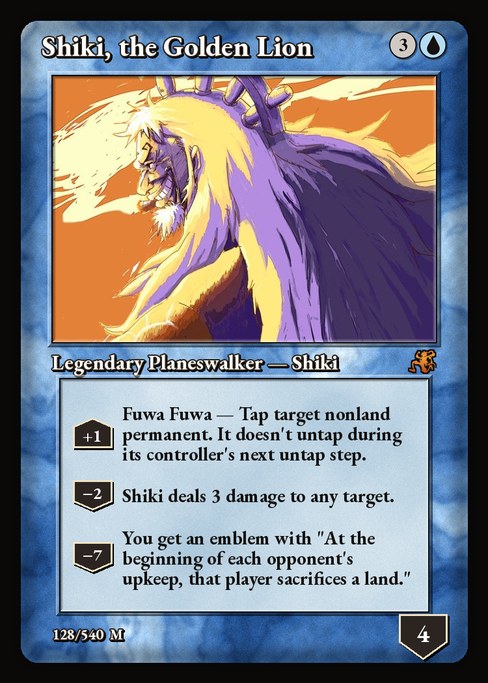 Shiki, the Golden Lion 3
Legendary Planeswalker — Shiki
+1 Fuwa Fuwa — Tap target nonland
permanent. It doesn't untap during
its controller's next untap step.
−2 Shiki deals 3 damage to any target.
−7 You get an emblem with "At the
beginning of each opponent's
upkeep, that player sacrifices a land."
128/540 M
4